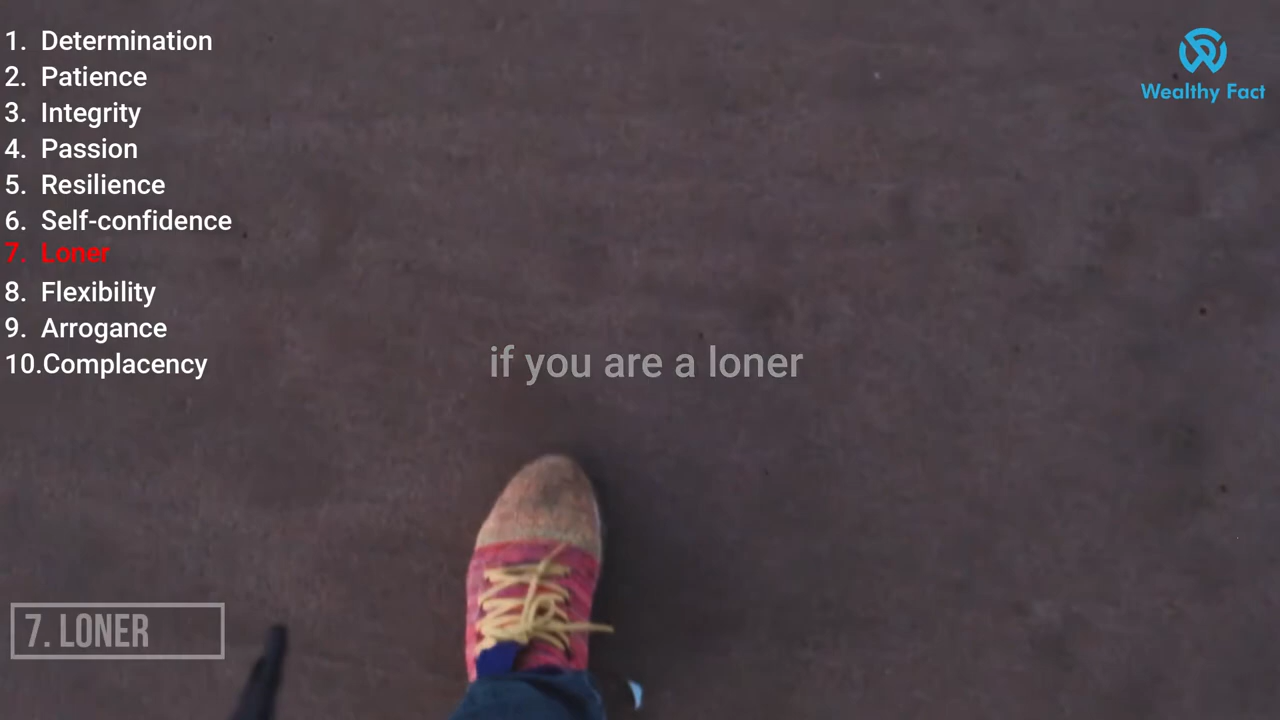 1. Determination
2. Patience
3. Integrity
4. Passion
5. Resilience
6. Self-confidence
7. Loner
8. Flexibility
9. Arrogance
10.Complacency
Wealthy Fact
if you are a loner
7. LONER